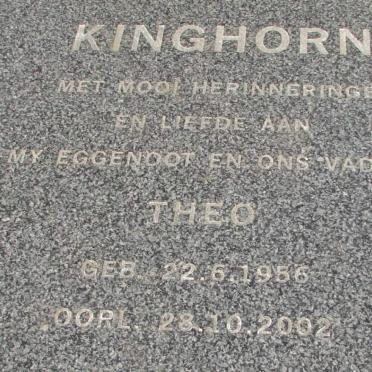 KINGHORN
MET MOOI HERINNERINGE
EN LIEFDE AAN
MY EGGENOOT EN ONS VAD
THEO
GEB. 22.6.1956
OORL. 28.10.2002